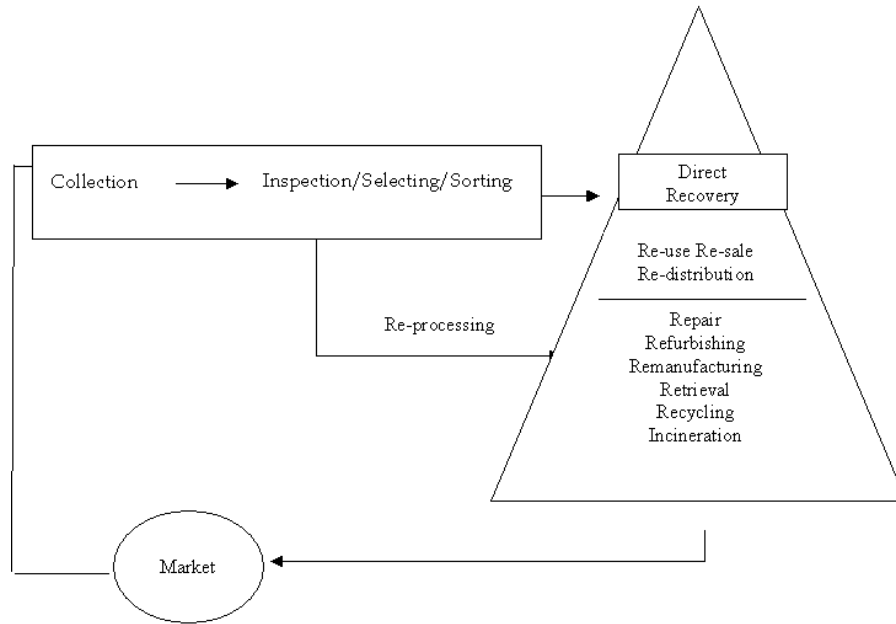 Collection
Inspection/Selecting/Sorting
Direct
Recovery
Re-use Re-sale
Re-distribution
Re-processing
Repair
Refurbishing
Remanufacturing
Retrieval
Recycling
Incineration
Market